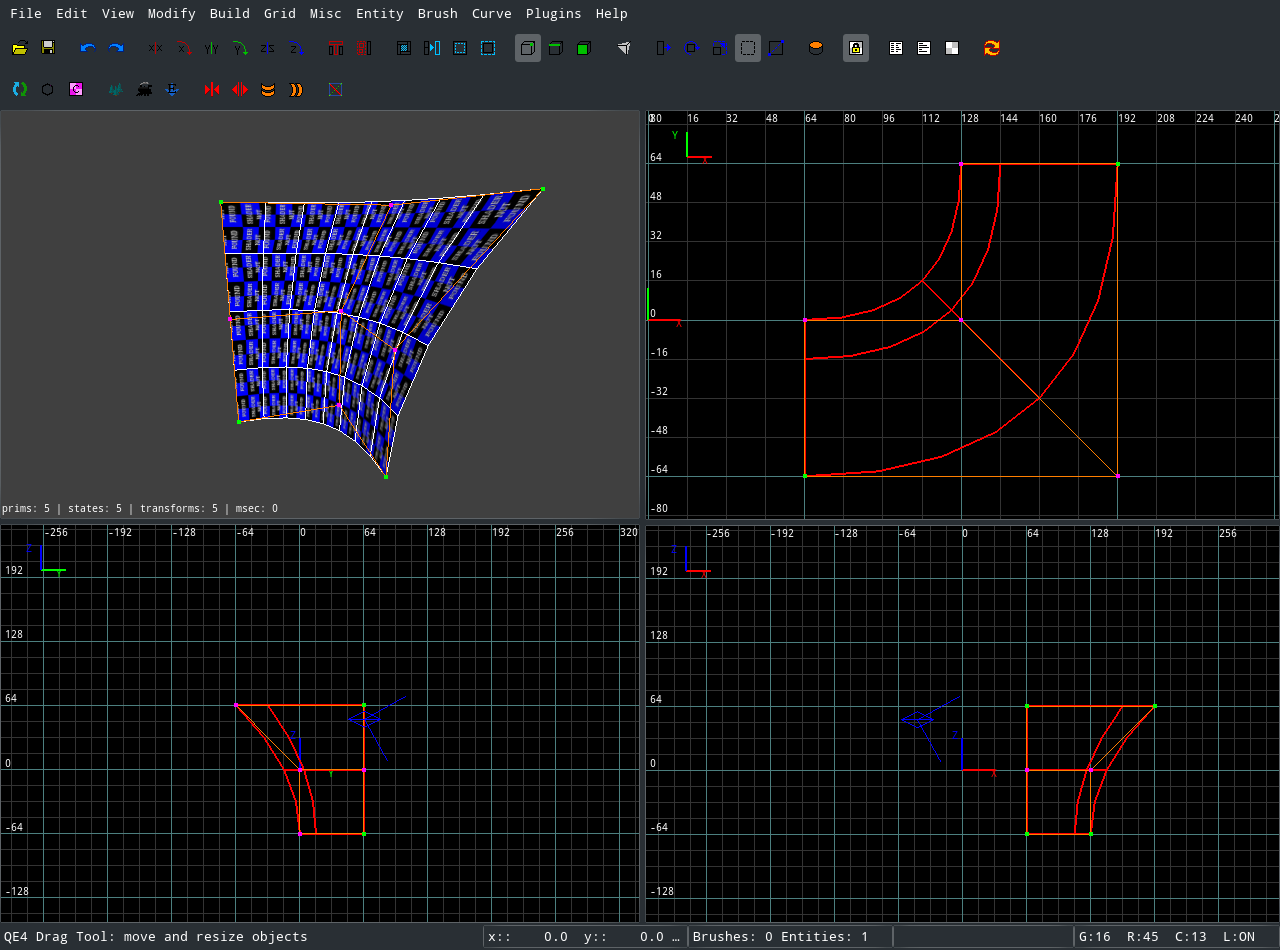 File Edit View Modify Build Grid Misc Entity Brush Curve Plugins Help
prims: 5 | states: 5 | transforms: 5 | msec: 0
16 32 48 64 80 96 112 128 144 160 176 192 208 224 240
Y
X
64
48
32
16
0
-16
-32
-48
-64
-80
X
-256 -192 -128 -64 0 64 128 192 256 320
Z
Y
192
128
64
0
-64
-128
Z
Y
-256 -192 -128 -64 0 64 128 192 256
Z
X
192
128
64
0
-64
-128
Z
X
QE4 Drag Tool: move and resize objects x:: 0.0 y:: 0.0 … Brushes: 0 Entities: 1 G:16 R:45 C:13 L:ON